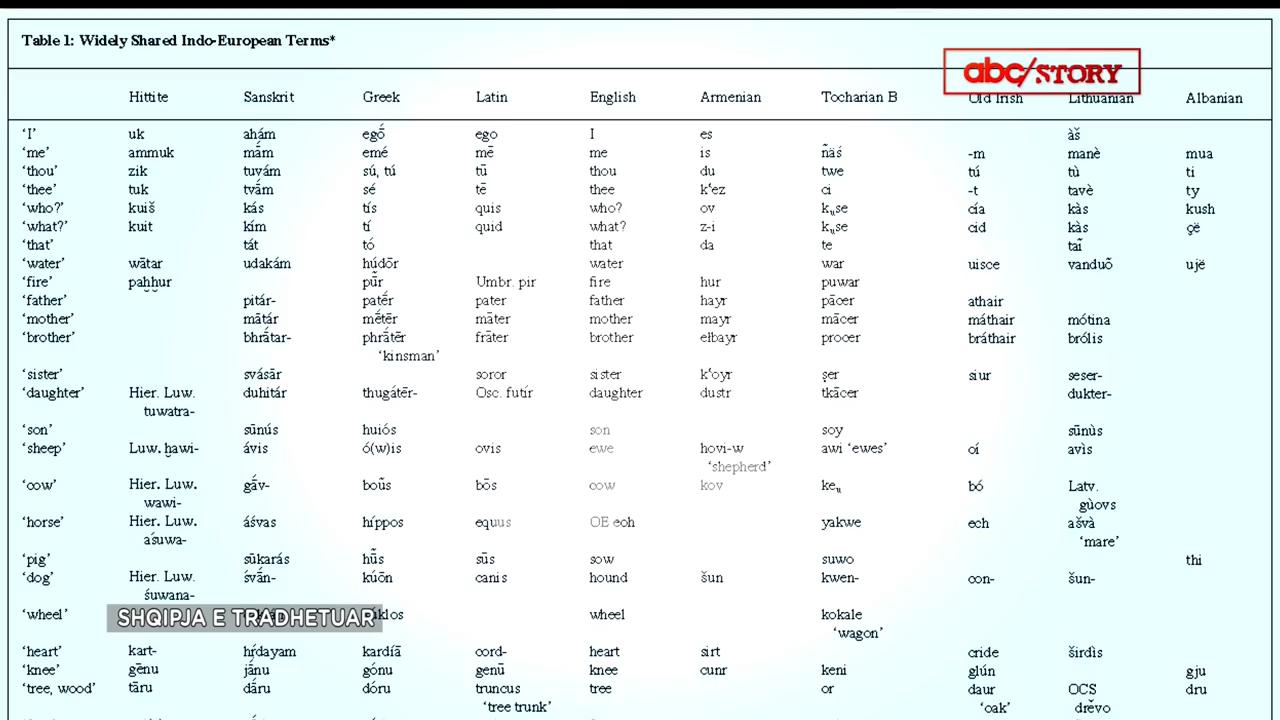 Table 1: Widely Shared Indo-European Terms*
abc/STORY
Hittite Sanskrit Greek Latin English Armenian Tocharian B Old Irish Lithuanian Albanian
‘I’ uk ahám egṓ ego I es àš
‘me’ ammuk mā́m emé mē me is ñäś -m manè mua
‘thou’ zik tuvám sú, tú tū thou du twe tú tù ti
‘thee’ tuk tvā́m sé tē thee k‘ez ci -t tavè ty
‘who?’ kuiš kás tís quis who? ov kᵤse cía kàs kush
‘what?’ kuit kím tí quid what? z-i kᵤse cid kàs çë
‘that’ tát tó that da te taĩ
‘water’ wātar udakám húdōr water war uisce vanduõ ujë
‘fire’ paḫḫur pū̃r Umbr. pir fire hur puwar
‘father’ pitár- patḗr pater father hayr pācer athair
‘mother’ mātár mḗtēr māter mother mayr mācer máthair mótina
‘brother’ bhrā́tar- phrā́tēr frāter brother ełbayr procer bráthair brólis
‘kinsman’
‘sister’ svásār soror sister k‘oyr ṣer siur seser-
‘daughter’ Hier. Luw. duhitár thugátēr- Osc. futír daughter dustr tkācer dukter-
tuwatra-
‘son’ sūnús huiós son soy sūnùs
‘sheep’ Luw. ḫawi- ávis ó(w)is ovis ewe hovi-w awi ‘ewes’ oí avìs
‘shepherd’
‘cow’ Hier. Luw. gā́v- boũs bōs cow kov keᵤ bó Latv.
wawi- gùovs
‘horse’ Hier. Luw. áśvas híppos equus OE eoh yakwe ech ašvà
aśuwa- ‘mare’
‘pig’ sūkarás hū̃s sūs sow suwo thi
‘dog’ Hier. Luw. śvā́n- kúōn canis hound šun kwen- con- šun-
śuwana-
‘wheel’ wheel kokale
SHQIPJA E TRADHETUAR
‘wagon’
‘heart’ kart- hṛ́dayam kardíā cord- heart sirt cride širdìs
‘knee’ gēnu jā́nu gónu genū knee cunr keni glún gju
‘tree, wood’ tāru dā́ru dóru truncus tree or daur OCS dru
‘tree trunk’ ‘oak’ drěvo